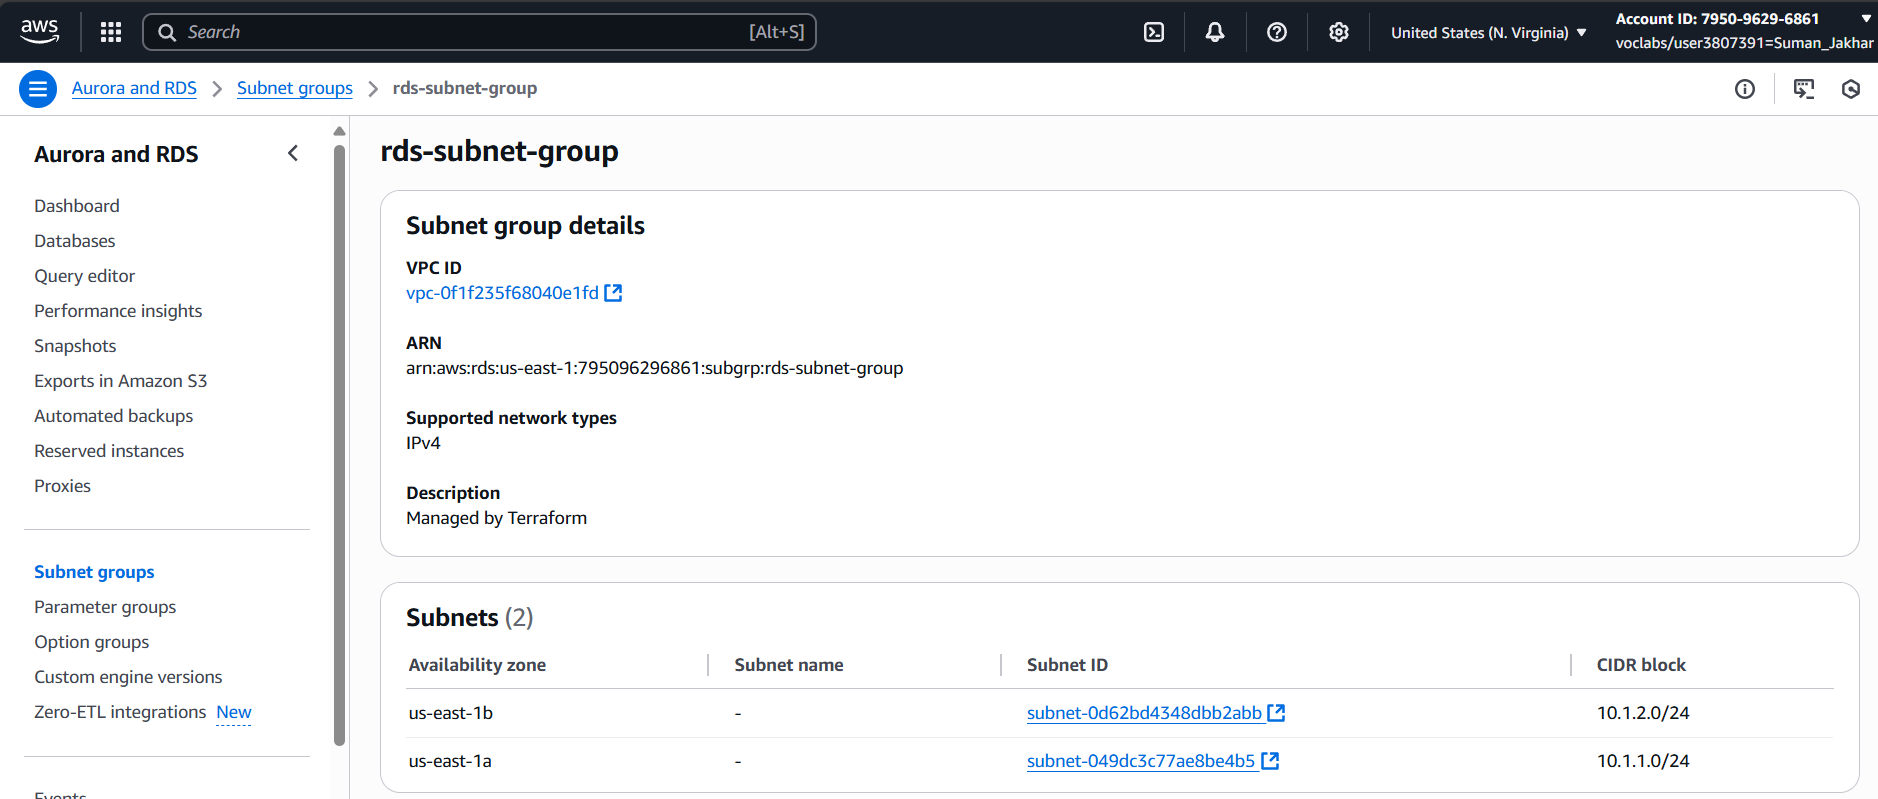 aws
Search [Alt+S]
United States (N. Virginia)
Account ID: 7950-9629-6861
voclabs/user3807391=Suman_Jakhar
Aurora and RDS > Subnet groups > rds-subnet-group
Aurora and RDS
Dashboard
Databases
Query editor
Performance insights
Snapshots
Exports in Amazon S3
Automated backups
Reserved instances
Proxies
Subnet groups
Parameter groups
Option groups
Custom engine versions
Zero-ETL integrations New
Events
rds-subnet-group
Subnet group details
VPC ID
vpc-0f1f235f68040e1fd
ARN
arn:aws:rds:us-east-1:795096296861:subgrp:rds-subnet-group
Supported network types
IPv4
Description
Managed by Terraform
Subnets (2)
Availability zone Subnet name Subnet ID CIDR block
us-east-1b - subnet-0d62bd4348dbb2abb 10.1.2.0/24
us-east-1a - subnet-049dc3c77ae8be4b5 10.1.1.0/24